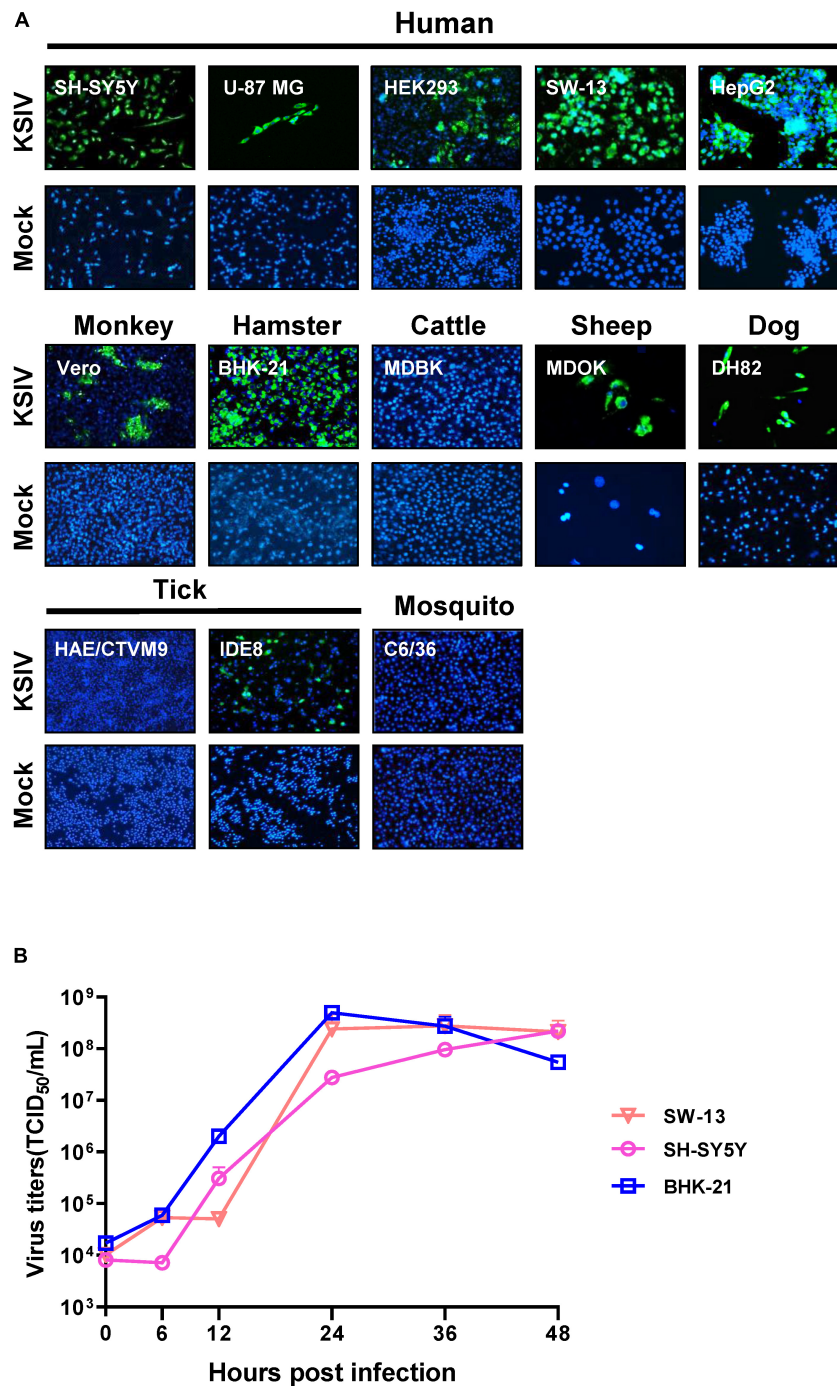 A
Human
KSIV
SH-SY5Y
U-87 MG
HEK293
SW-13
HepG2
Mock
Monkey
Hamster
Cattle
Sheep
Dog
KSIV
Vero
BHK-21
MDBK
MDOK
DH82
Mock
Tick
Mosquito
KSIV
HAE/CTVM9
IDE8
C6/36
Mock
B
Virus titers(TCID₅₀/mL)
10⁹
10⁸
10⁷
10⁶
10⁵
10⁴
10³
0 6 12 24 36 48
Hours post infection
SW-13
SH-SY5Y
BHK-21